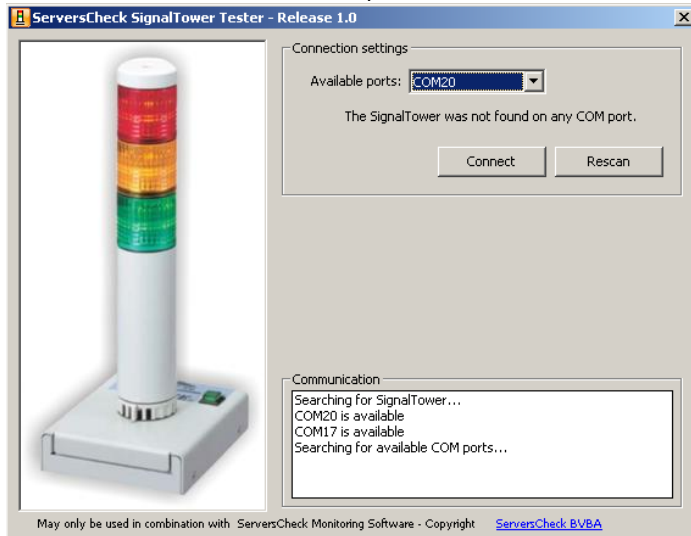 ServersCheck SignalTower Tester - Release 1.0
Connection settings
Available ports: COM20
The SignalTower was not found on any COM port.
Connect Rescan
Communication
Searching for SignalTower...
COM20 is available
COM17 is available
Searching for available COM ports...
May only be used in combination with ServersCheck Monitoring Software - Copyright ServersCheck BVBA